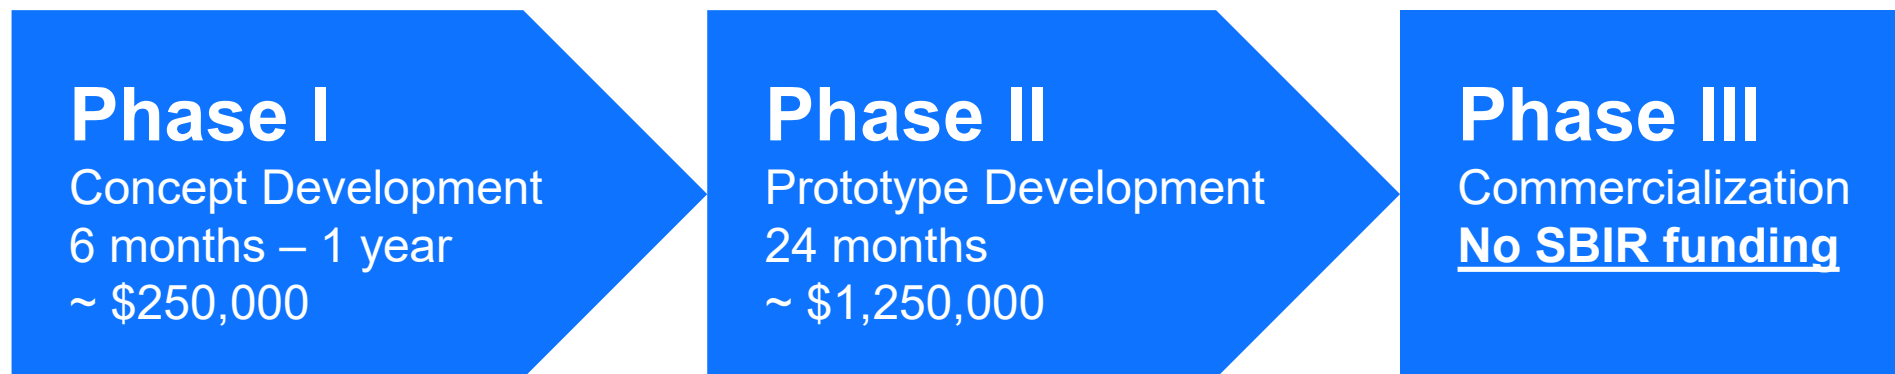 Phase I
Concept Development
6 months – 1 year
~ $250,000
Phase II
Prototype Development
24 months
~ $1,250,000
Phase III
Commercialization
No SBIR funding